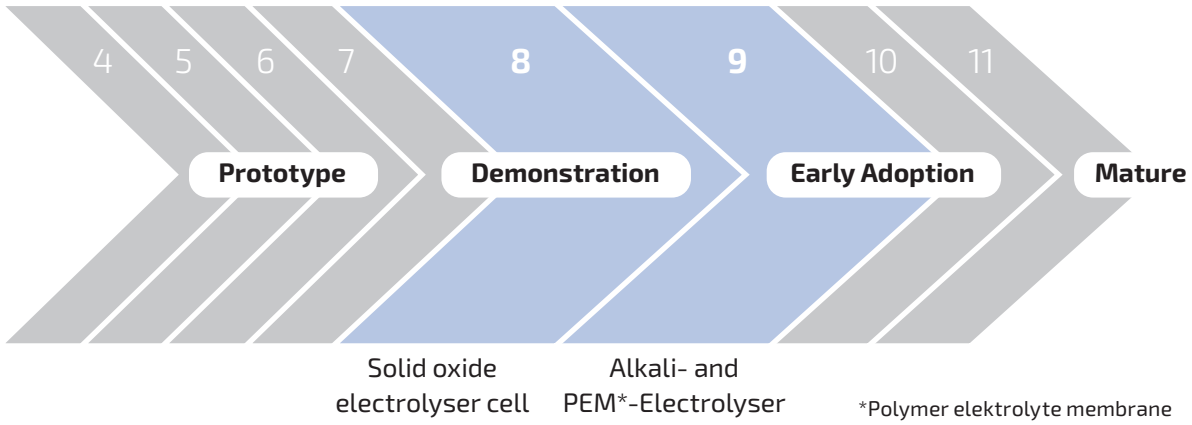 4 5 6 7 8 9 10 11
Prototype Demonstration Early Adoption Mature
Solid oxide
electrolyser cell
Alkali- and
PEM*-Electrolyser
*Polymer elektrolyte membrane